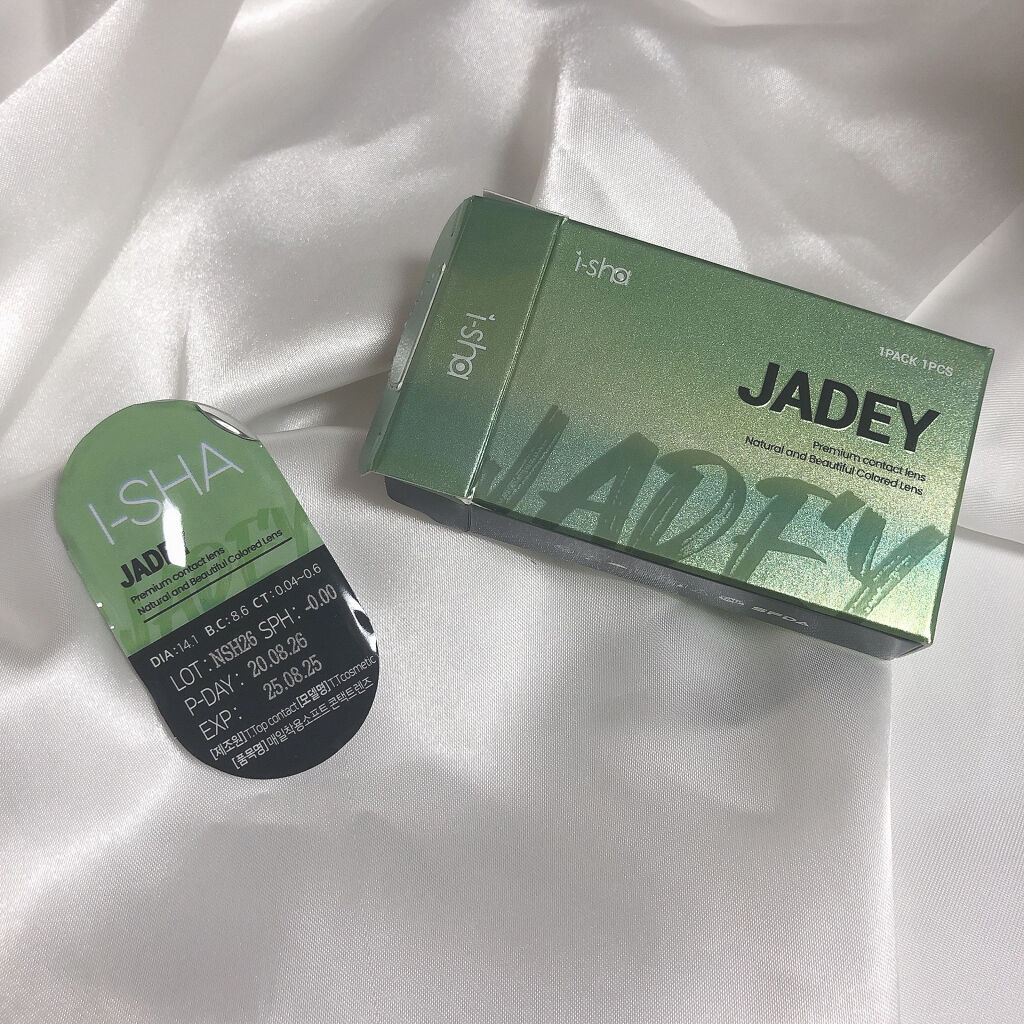 i-sha
i-sha
1PACK 1PCS
JADEY
Premium contact lens
Natural and Beautiful Colored Lens
JADEY
I-SHA
Premium contact lens
Natural and Beautiful Colored Lens
DIA:14.1 B.C:8.6 CT:0.04~0.6
LOT:NSH26 SPH:-0.00
P-DAY: 20.08.26
EXP: 25.08.25
[제조원]T.Top contact [모델명]T.Tcosmetic
[품목명]매일착용소프트 콘택트렌즈